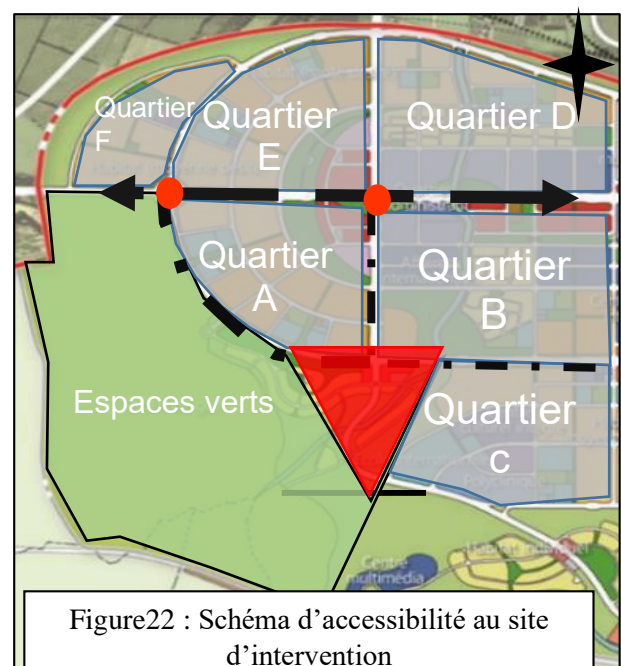 Quartier
F
Quartier
E
Quartier D
Quartier
A
Quartier
B
Espaces verts
Quartier
c
Centre
multimédia
Figure22 : Schéma d'accessibilité au site
d'intervention